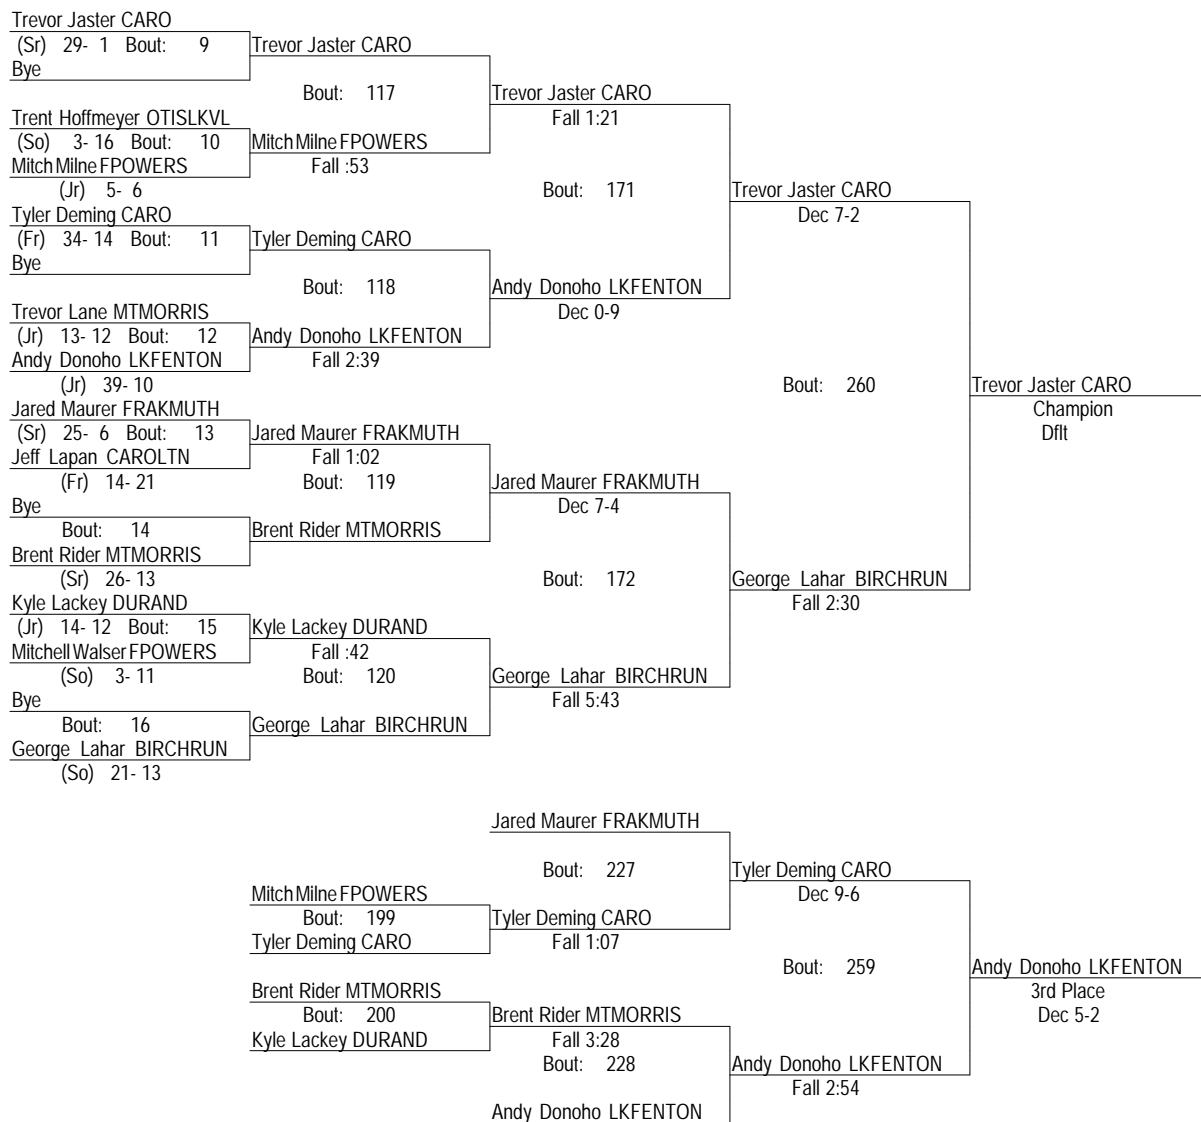 Trevor Jaster CARO
(Sr) 29- 1 Bout: 9 Trevor Jaster CARO
Bye
Bout: 117 Trevor Jaster CARO
Trent Hoffmeyer OTISLKVL Fall 1:21
(So) 3- 16 Bout: 10 Mitch Milne FPOWERS
Mitch Milne FPOWERS Fall :53
(Jr) 5- 6 Bout: 171 Trevor Jaster CARO
Tyler Deming CARO Dec 7-2
(Fr) 34- 14 Bout: 11 Tyler Deming CARO
Bye
Bout: 118 Andy Donoho LKFENTON
Trevor Lane MTMORRIS Dec 0-9
(Jr) 13- 12 Bout: 12 Andy Donoho LKFENTON
Andy Donoho LKFENTON Fall 2:39
(Jr) 39- 10 Bout: 260 Trevor Jaster CARO
Jared Maurer FRAKMUTH Champion
(Sr) 25- 6 Bout: 13 Jared Maurer FRAKMUTH Dflt
Jeff Lapan CAROLTN Fall 1:02
(Fr) 14- 21 Bout: 119 Jared Maurer FRAKMUTH
Bye Dec 7-4
Bout: 14 Brent Rider MTMORRIS
Brent Rider MTMORRIS
(Sr) 26- 13 Bout: 172 George Lahar BIRCHRUN
Kyle Lackey DURAND Fall 2:30
(Jr) 14- 12 Bout: 15 Kyle Lackey DURAND
Mitchell Walser FPOWERS Fall :42
(So) 3- 11 Bout: 120 George Lahar BIRCHRUN
Bye Fall 5:43
Bout: 16 George Lahar BIRCHRUN
George Lahar BIRCHRUN
(So) 21- 13
Jared Maurer FRAKMUTH
Bout: 227 Tyler Deming CARO
Mitch Milne FPOWERS Dec 9-6
Bout: 199 Tyler Deming CARO
Tyler Deming CARO Fall 1:07
Bout: 259 Andy Donoho LKFENTON
Brent Rider MTMORRIS 3rd Place
Bout: 200 Brent Rider MTMORRIS Dec 5-2
Kyle Lackey DURAND Fall 3:28
Bout: 228 Andy Donoho LKFENTON
Fall 2:54
Andy Donoho LKFENTON